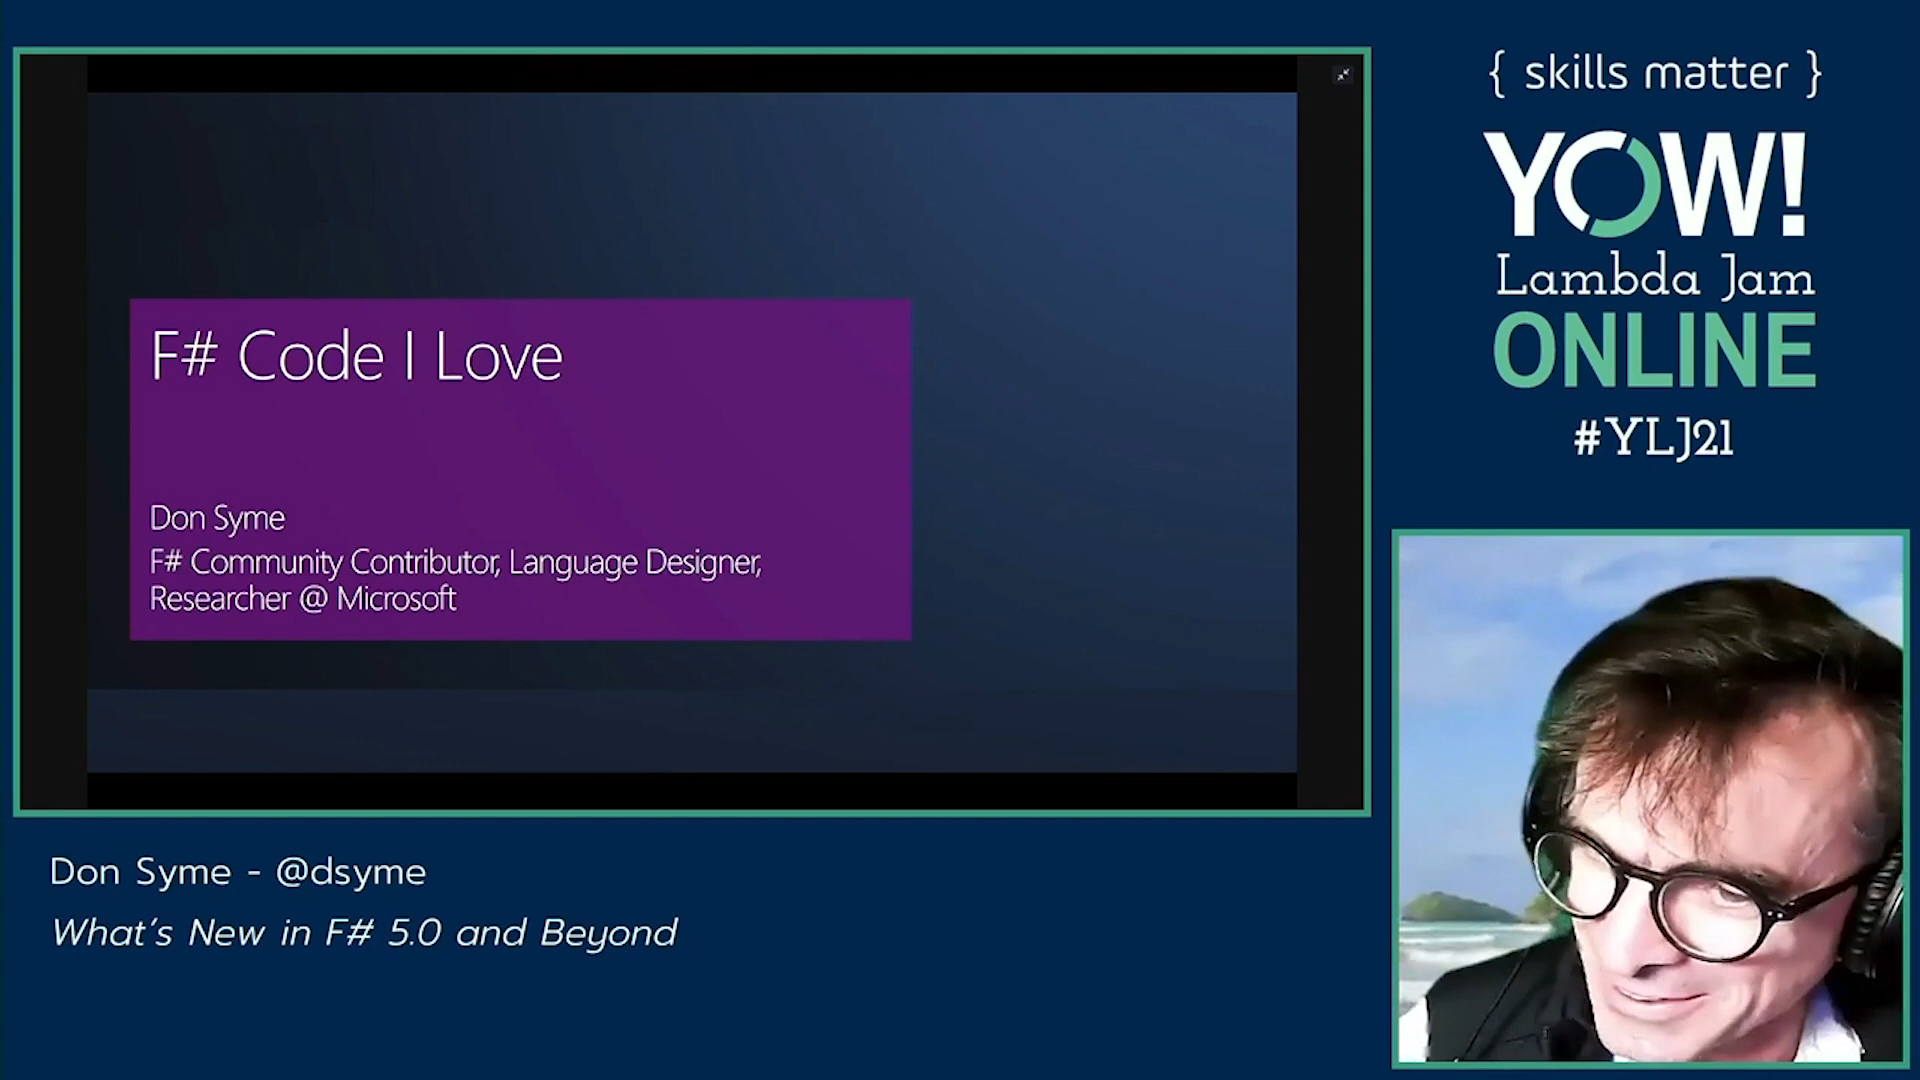 F# Code I Love
Don Syme
F# Community Contributor, Language Designer,
Researcher @ Microsoft
{ skills matter }
YOW!
Lambda Jam
ONLINE
#YLJ21
Don Syme - @dsyme
What's New in F# 5.0 and Beyond